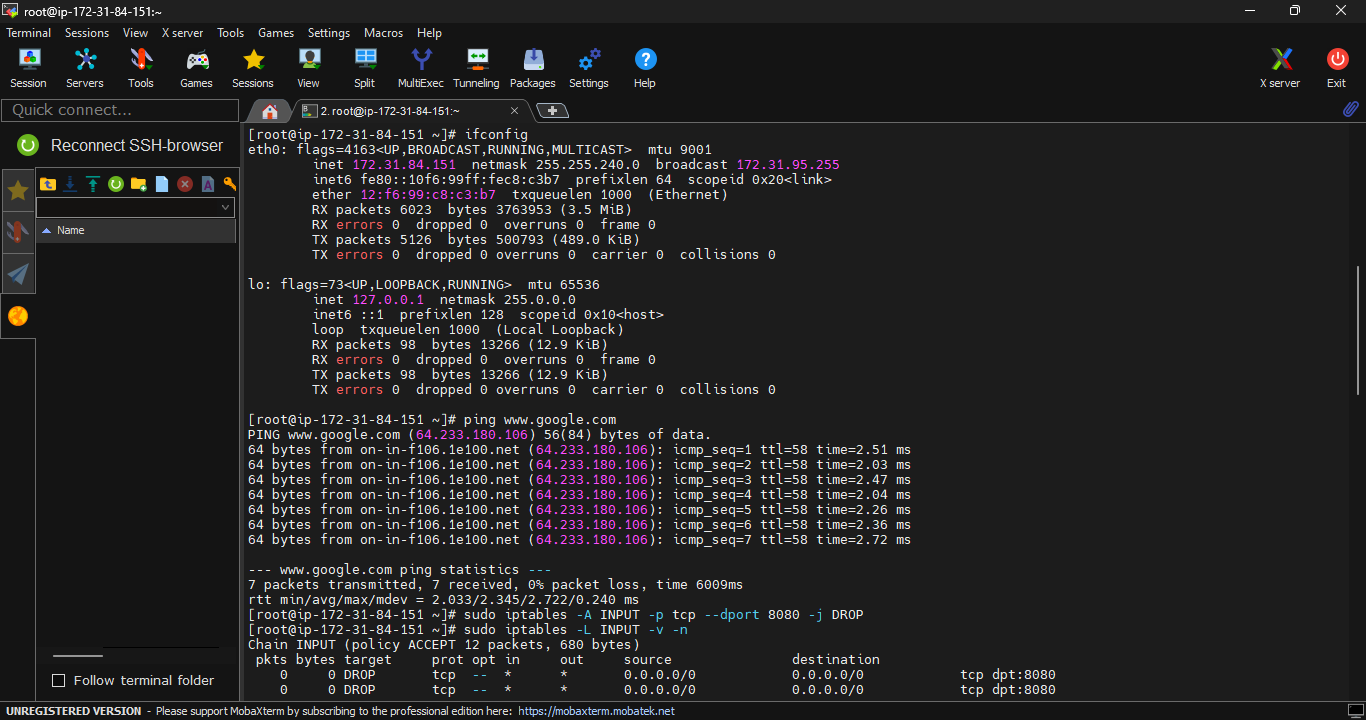 root@ip-172-31-84-151:~
Terminal Sessions View X server Tools Games Settings Macros Help
Session Servers Tools Games Sessions View Split MultiExec Tunneling Packages Settings Help X server Exit
Quick connect...
2. root@ip-172-31-84-151:~
Reconnect SSH-browser
Name
[root@ip-172-31-84-151 ~]# ifconfig
eth0: flags=4163<UP,BROADCAST,RUNNING,MULTICAST>  mtu 9001
        inet 172.31.84.151  netmask 255.255.240.0  broadcast 172.31.95.255
        inet6 fe80::10f6:99ff:fec8:c3b7  prefixlen 64  scopeid 0x20<link>
        ether 12:f6:99:c8:c3:b7  txqueuelen 1000  (Ethernet)
        RX packets 6023  bytes 3763953 (3.5 MiB)
        RX errors 0  dropped 0  overruns 0  frame 0
        TX packets 5126  bytes 500793 (489.0 KiB)
        TX errors 0  dropped 0 overruns 0  carrier 0  collisions 0
lo: flags=73<UP,LOOPBACK,RUNNING>  mtu 65536
        inet 127.0.0.1  netmask 255.0.0.0
        inet6 ::1  prefixlen 128  scopeid 0x10<host>
        loop  txqueuelen 1000  (Local Loopback)
        RX packets 98  bytes 13266 (12.9 KiB)
        RX errors 0  dropped 0  overruns 0  frame 0
        TX packets 98  bytes 13266 (12.9 KiB)
        TX errors 0  dropped 0 overruns 0  carrier 0  collisions 0
[root@ip-172-31-84-151 ~]# ping www.google.com
PING www.google.com (64.233.180.106) 56(84) bytes of data.
64 bytes from on-in-f106.1e100.net (64.233.180.106): icmp_seq=1 ttl=58 time=2.51 ms
64 bytes from on-in-f106.1e100.net (64.233.180.106): icmp_seq=2 ttl=58 time=2.03 ms
64 bytes from on-in-f106.1e100.net (64.233.180.106): icmp_seq=3 ttl=58 time=2.47 ms
64 bytes from on-in-f106.1e100.net (64.233.180.106): icmp_seq=4 ttl=58 time=2.04 ms
64 bytes from on-in-f106.1e100.net (64.233.180.106): icmp_seq=5 ttl=58 time=2.26 ms
64 bytes from on-in-f106.1e100.net (64.233.180.106): icmp_seq=6 ttl=58 time=2.36 ms
64 bytes from on-in-f106.1e100.net (64.233.180.106): icmp_seq=7 ttl=58 time=2.72 ms
--- www.google.com ping statistics ---
7 packets transmitted, 7 received, 0% packet loss, time 6009ms
rtt min/avg/max/mdev = 2.033/2.345/2.722/0.240 ms
[root@ip-172-31-84-151 ~]# sudo iptables -A INPUT -p tcp --dport 8080 -j DROP
[root@ip-172-31-84-151 ~]# sudo iptables -L INPUT -v -n
Chain INPUT (policy ACCEPT 12 packets, 680 bytes)
 pkts bytes target     prot opt in     out     source               destination
    0     0 DROP       tcp  --  *      *       0.0.0.0/0            0.0.0.0/0            tcp dpt:8080
    0     0 DROP       tcp  --  *      *       0.0.0.0/0            0.0.0.0/0            tcp dpt:8080
Follow terminal folder
UNREGISTERED VERSION - Please support MobaXterm by subscribing to the professional edition here: https://mobaxterm.mobatek.net